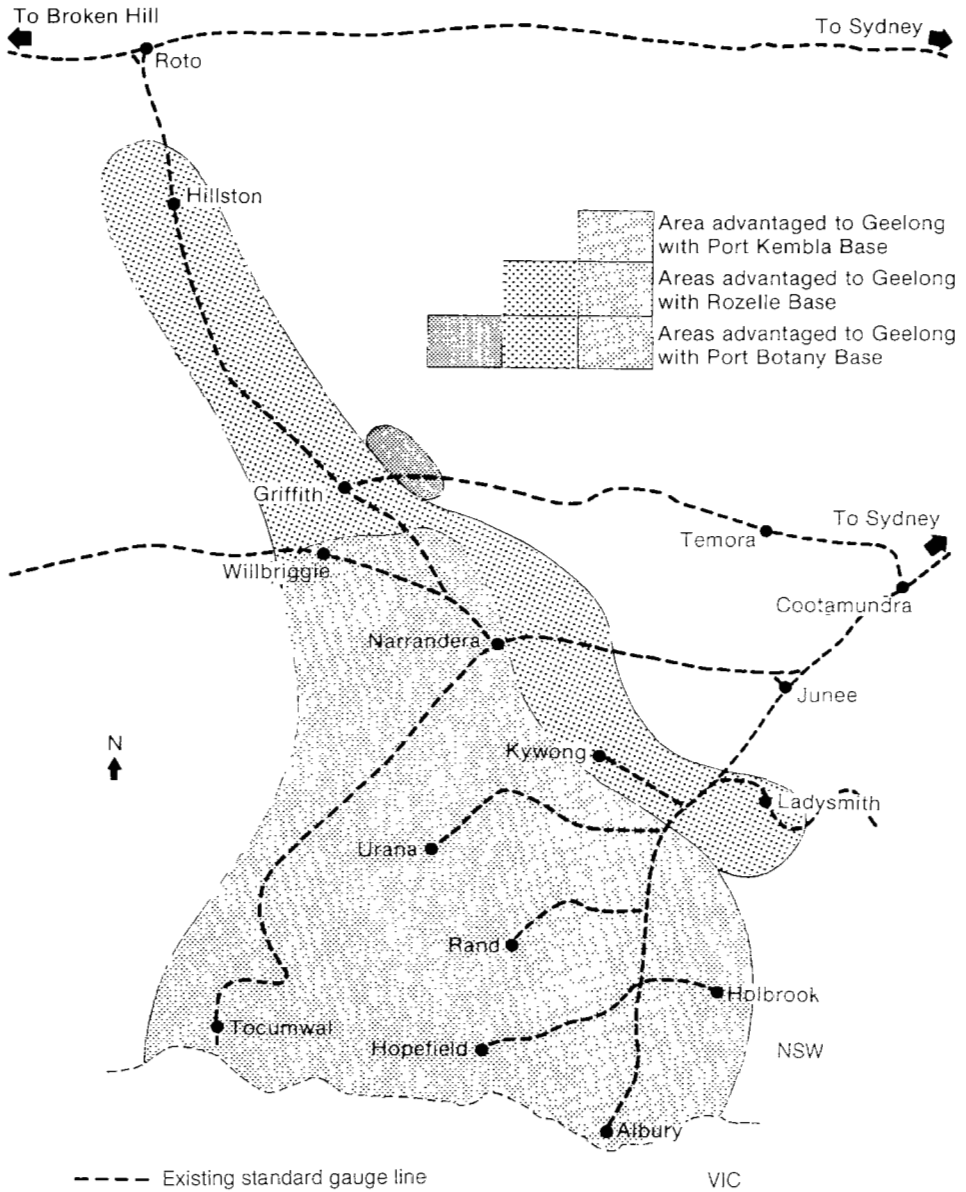 To Broken Hill
To Sydney
Roto
Hillston
Area advantaged to Geelong
with Port Kembla Base
Areas advantaged to Geelong
with Rozelle Base
Areas advantaged to Geelong
with Port Botany Base
Griffith
Temora
To Sydney
Willbriggie
Cootamundra
Narrandera
Junee
N
Kywong
Ladysmith
Urana
Rand
Holbrook
Tocumwal
Hopefield
NSW
Albury
Existing standard gauge line
VIC